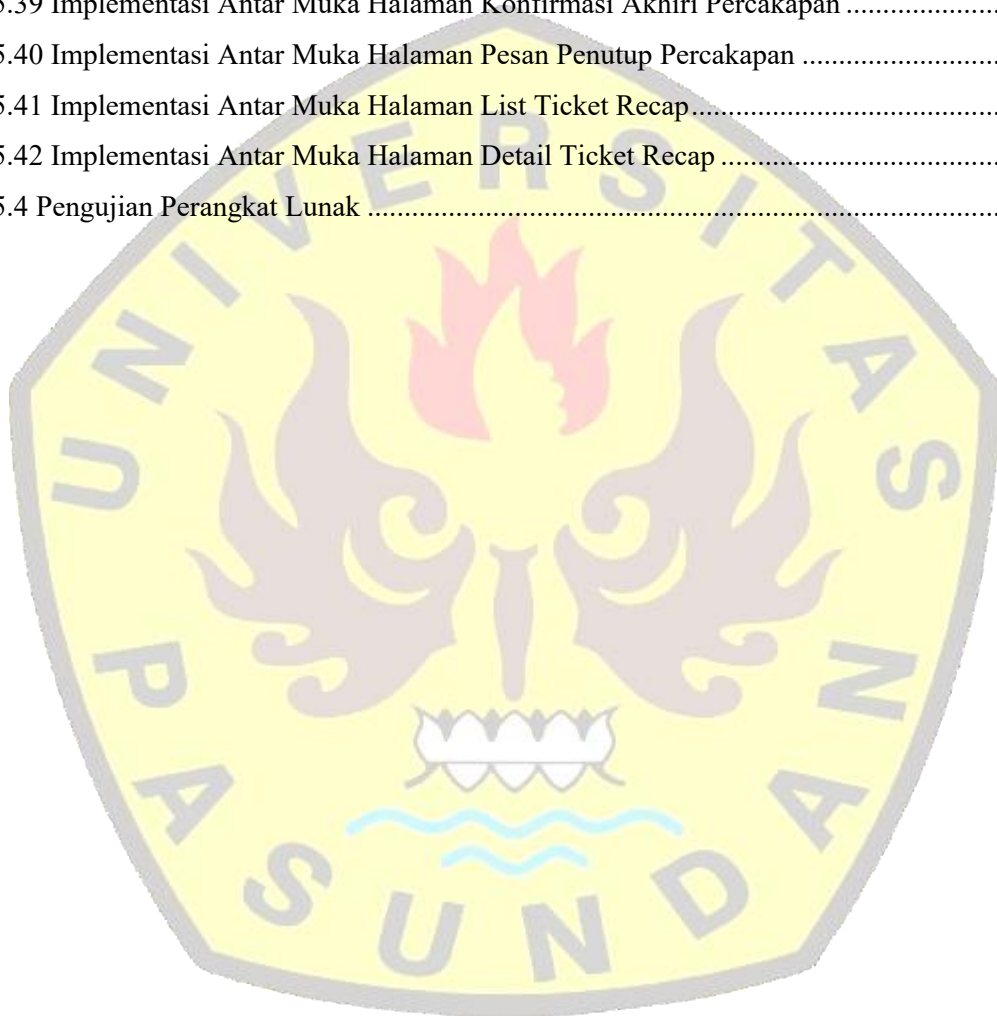 5.39 Implementasi Antar Muka Halaman Konfirmasi Akhiri Percakapan ....................
5.40 Implementasi Antar Muka Halaman Pesan Penutup Percakapan ..........................
5.41 Implementasi Antar Muka Halaman List Ticket Recap.........................................
5.42 Implementasi Antar Muka Halaman Detail Ticket Recap .....................................
5.4 Pengujian Perangkat Lunak ....................................................................................
UNIVERSITAS
PASUNDAN